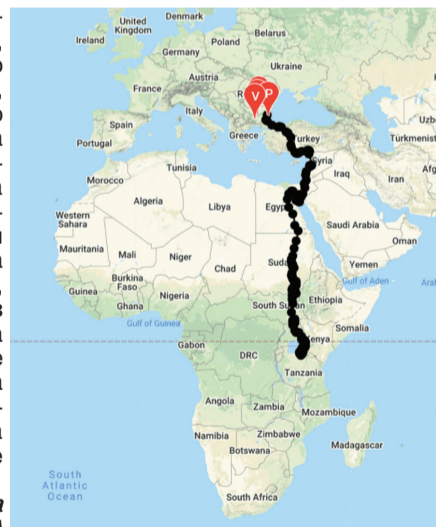 United
Kingdom
Denmark
Belarus
Ireland
Poland
Germany
Ukraine
Austria
France
V
P
Italy
Spain
Greece
Turkey
Portugal
Tunisia
Syria
Iraq
Iran
Morocco
Algeria
Libya
Egypt
Western
Sahara
Saudi Arabia
Oman
Mauritania
Mali
Niger
Chad
Sudan
Yemen
Gulf of Aden
Burkina
Faso
Guinea
Ghana
Nigeria
South Sudan
Ethiopia
Somalia
Gulf of Guinea
Kenya
Gabon
DRC
Tanzania
Angola
Zambia
Mozambique
Namibia
Zimbabwe
Botswana
Madagascar
South
Atlantic
Ocean
South Africa